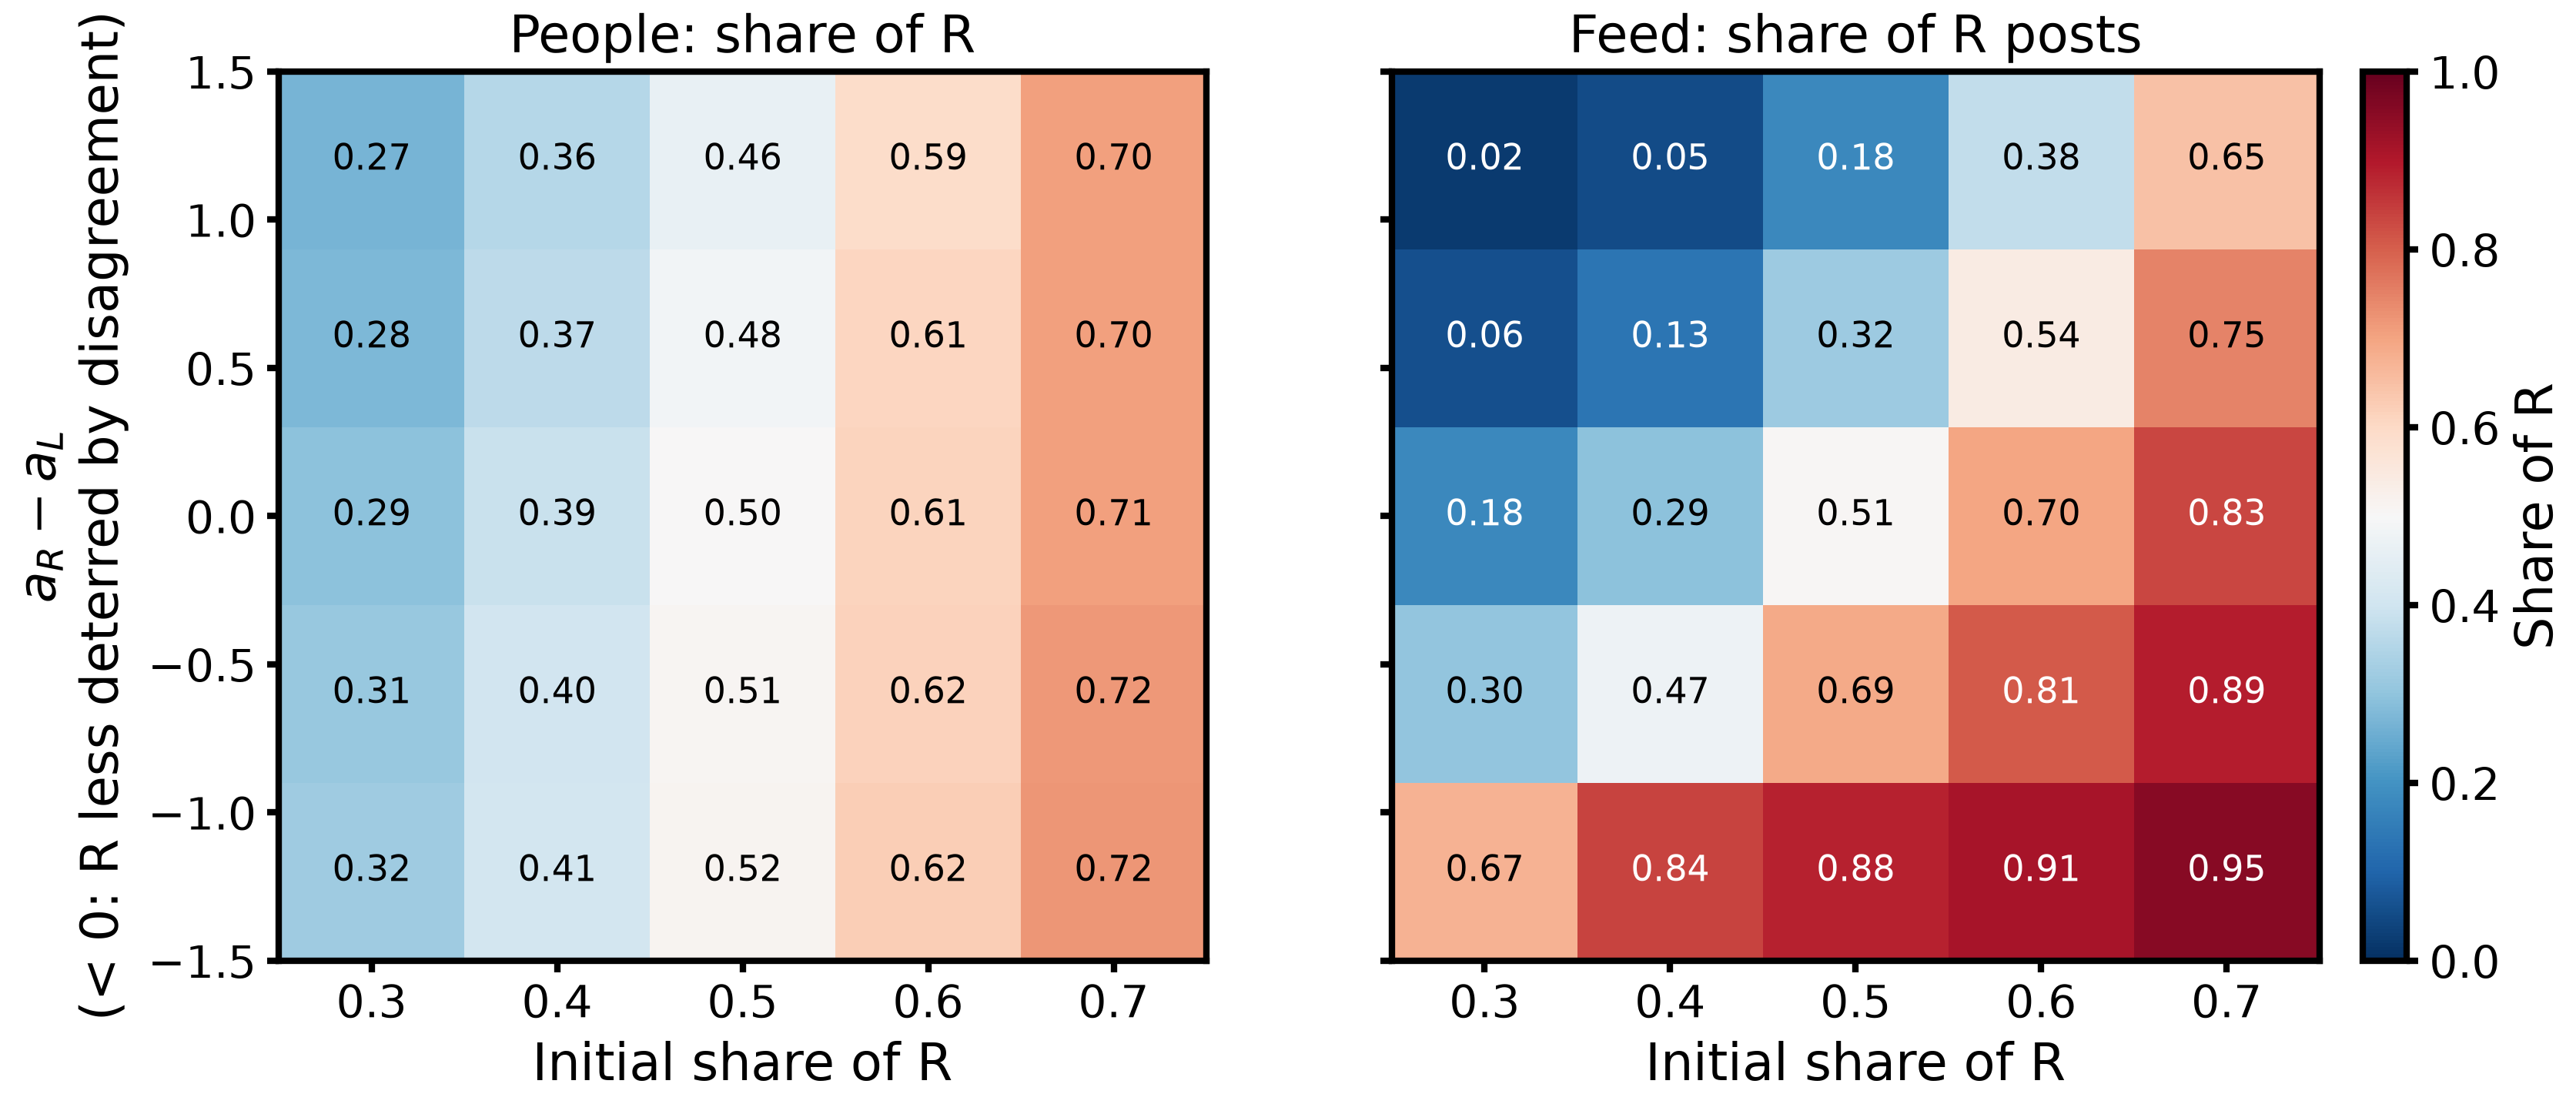 People: share of R
Feed: share of R posts
a_R − a_L
(< 0: R less deterred by disagreement)
1.5
1.0
0.5
0.0
−0.5
−1.0
−1.5
0.27 0.36 0.46 0.59 0.70
0.28 0.37 0.48 0.61 0.70
0.29 0.39 0.50 0.61 0.71
0.31 0.40 0.51 0.62 0.72
0.32 0.41 0.52 0.62 0.72
0.3 0.4 0.5 0.6 0.7
Initial share of R
0.02 0.05 0.18 0.38 0.65
0.06 0.13 0.32 0.54 0.75
0.18 0.29 0.51 0.70 0.83
0.30 0.47 0.69 0.81 0.89
0.67 0.84 0.88 0.91 0.95
0.3 0.4 0.5 0.6 0.7
Initial share of R
1.0
0.8
0.6
0.4
0.2
0.0
Share of R